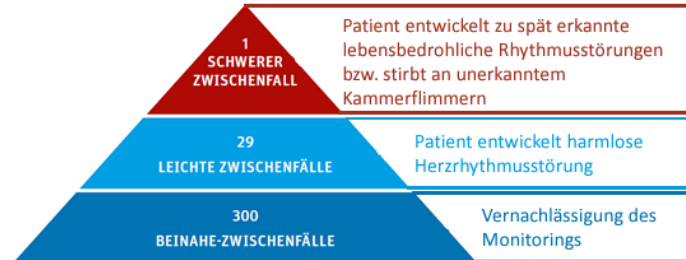 1
SCHWERER
ZWISCHENFALL
Patient entwickelt zu spät erkannte
lebensbedrohliche Rhythmusstörungen
bzw. stirbt an unerkanntem
Kammerflimmern
29
LEICHTE ZWISCHENFÄLLE
Patient entwickelt harmlose
Herzrhythmusstörung
300
BEINAHE-ZWISCHENFÄLLE
Vernachlässigung des
Monitorings